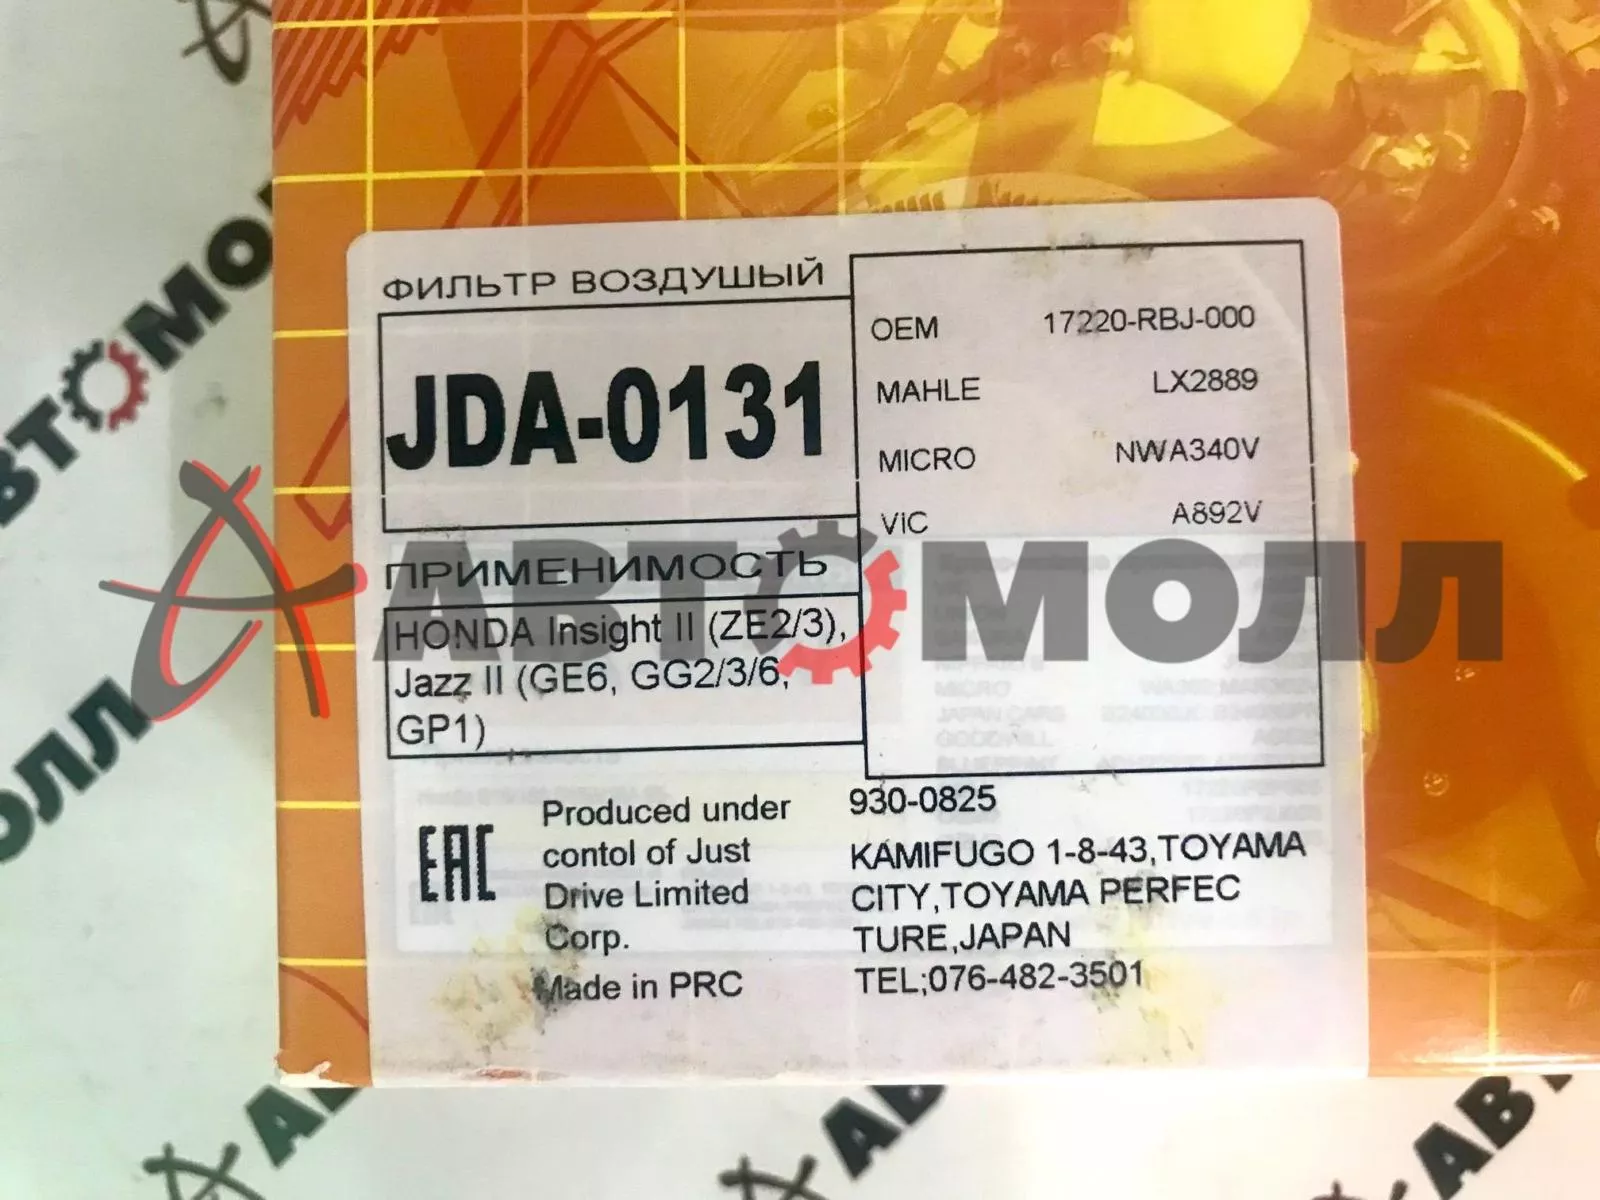 ФИЛЬТР ВОЗДУШЫЙ
JDA-0131
OEM 17220-RBJ-000
MAHLE LX2889
MICRO NWA340V
ViC A892V
ПРИМЕНИМОСТЬ
HONDA Insight II (ZE2/3),
Jazz II (GE6, GG2/3/6,
GP1)
АВТОМОЛЛ
EAC
Produced under
contol of Just
Drive Limited
Corp.
Made in PRC
930-0825
KAMIFUGO 1-8-43,TOYAMA
CITY,TOYAMA PERFEC
TURE,JAPAN
TEL;076-482-3501